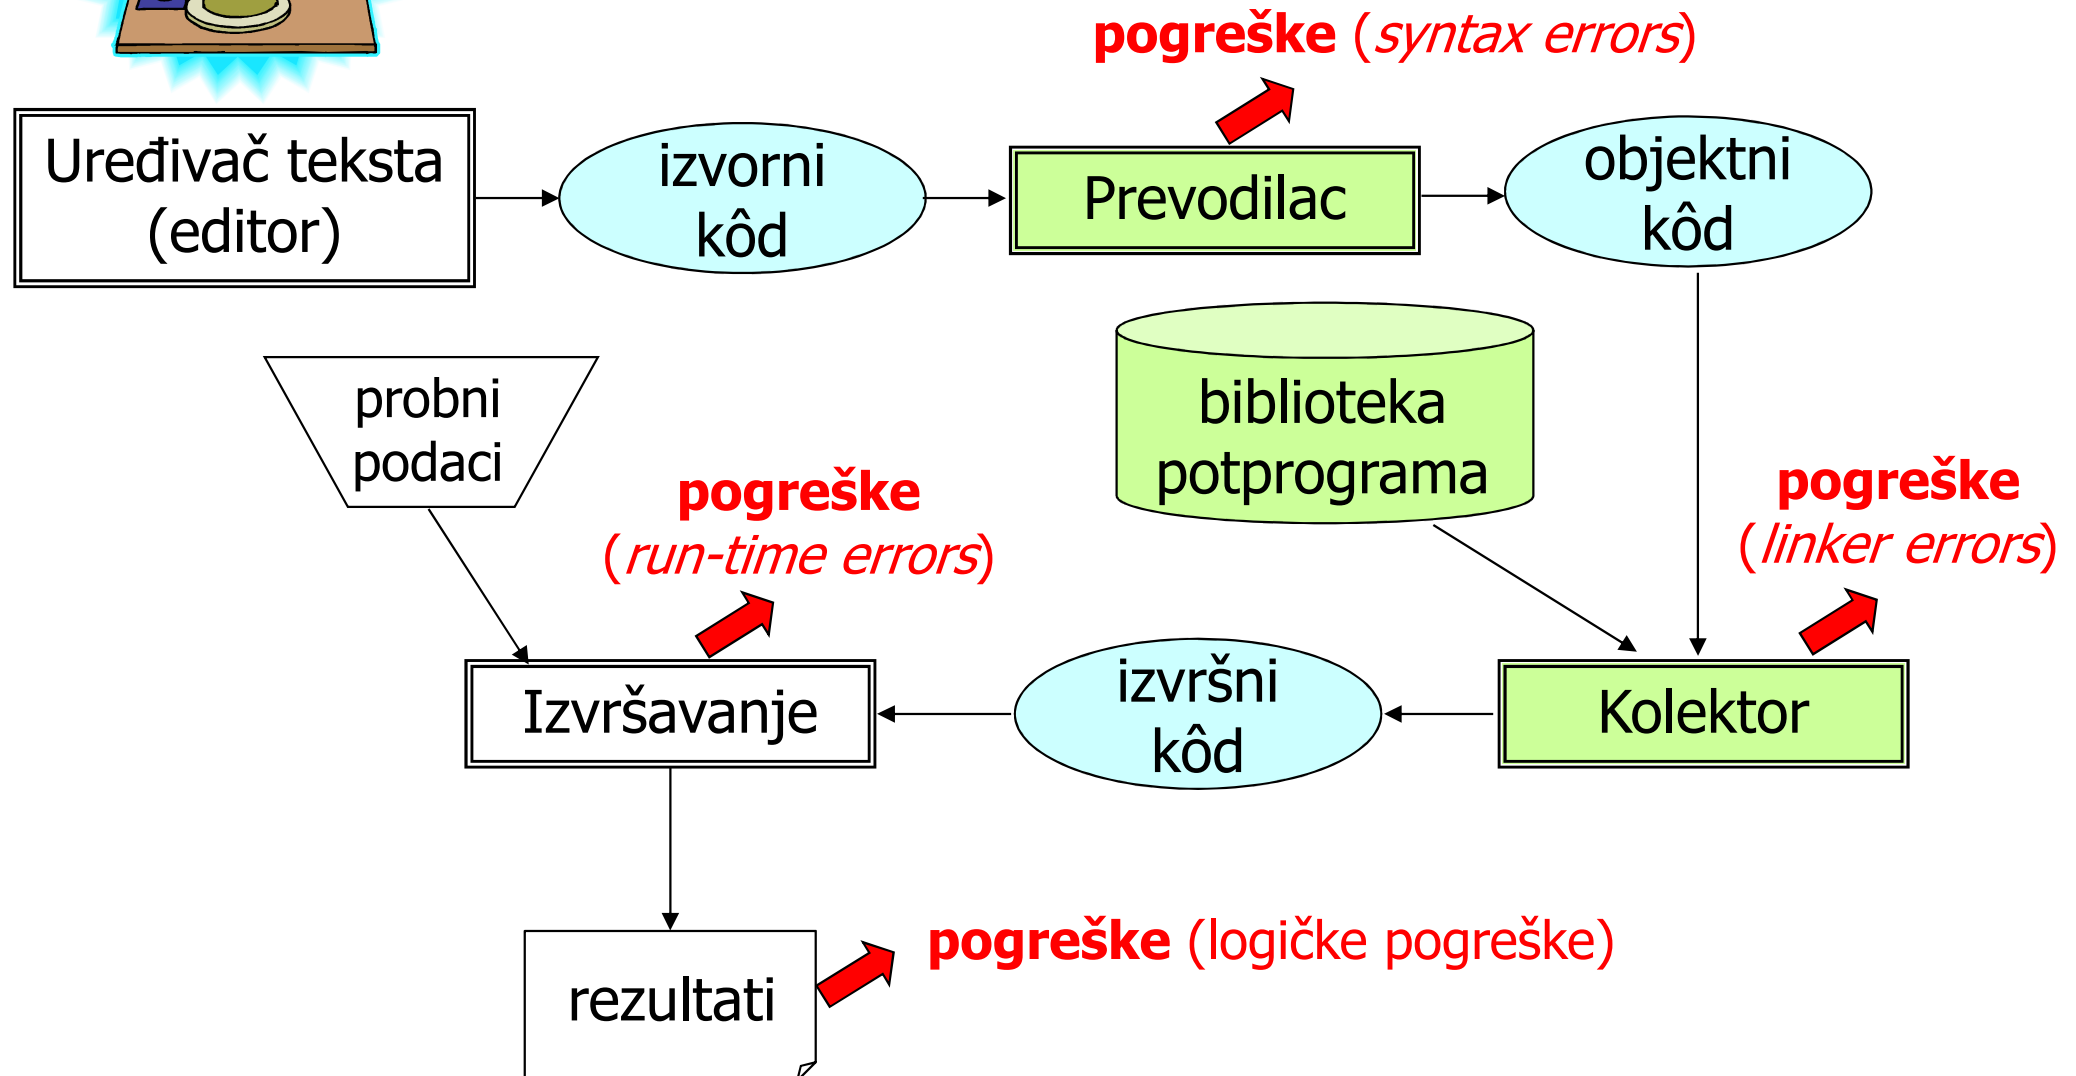 pogreške (syntax errors)
Uređivač teksta
(editor)
izvorni
kôd
Prevodilac
objektni
kôd
probni
podaci
biblioteka
potprograma
pogreške
(run-time errors)
pogreške
(linker errors)
Izvršavanje
izvršni
kôd
Kolektor
rezultati
pogreške (logičke pogreške)